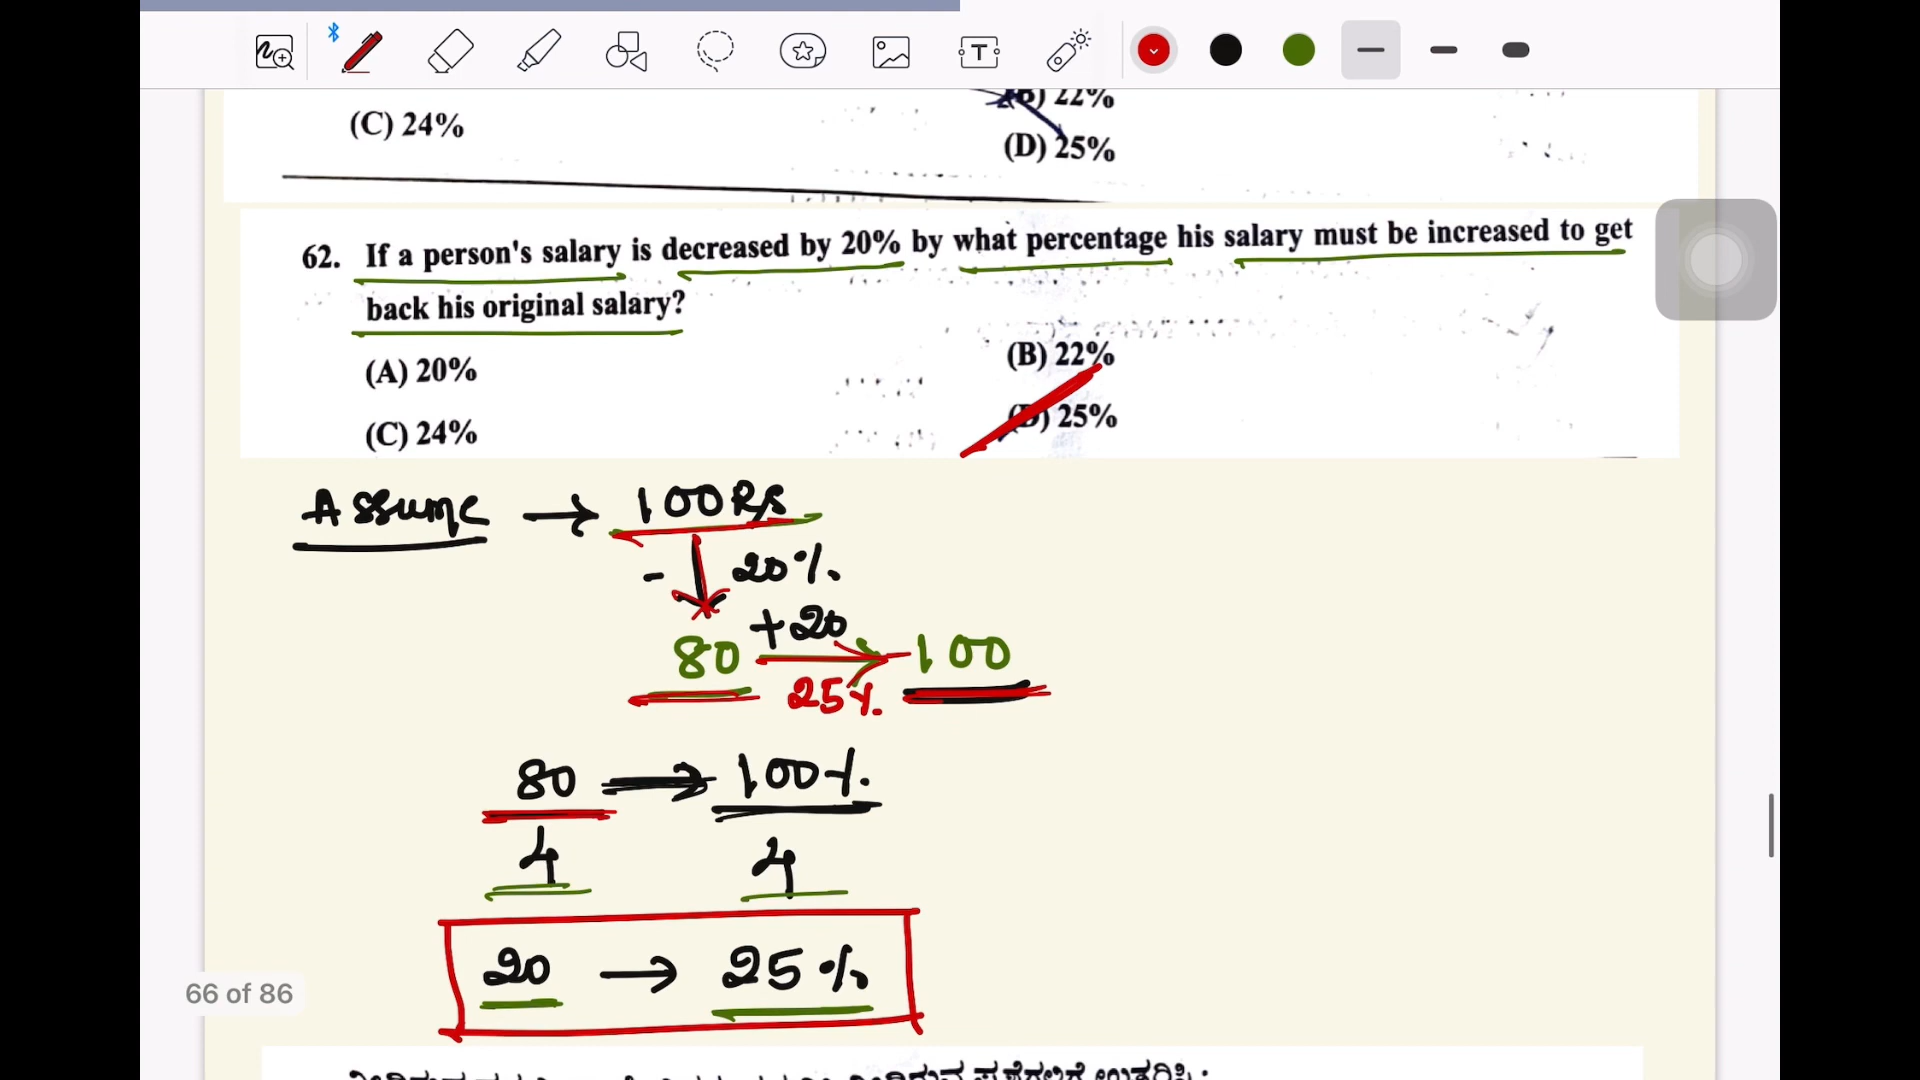 (B) 22%
(C) 24%
(D) 25%
62. If a person's salary is decreased by 20% by what percentage his salary must be increased to get
back his original salary?
(A) 20%
(B) 22%
(C) 24%
(D) 25%
Assume → 100 Rs
- 20%
+20
80 → 100
25%
80 → 100%
4 4
20 → 25%
66 of 86